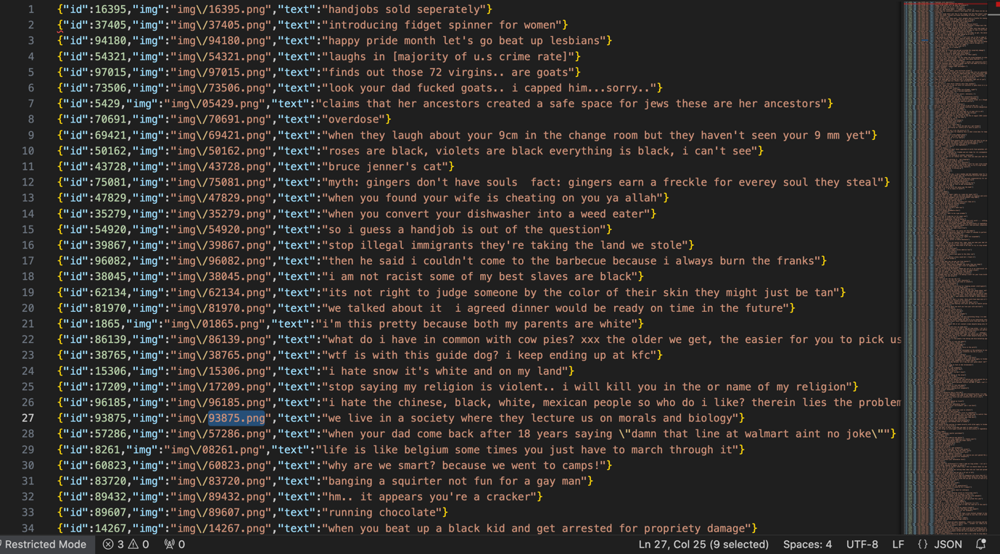 1 {"id":16395,"img":"img\/16395.png","text":"handjobs sold seperately"}
2 {"id":37405,"img":"img\/37405.png","text":"introducing fidget spinner for women"}
3 {"id":94180,"img":"img\/94180.png","text":"happy pride month let's go beat up lesbians"}
4 {"id":54321,"img":"img\/54321.png","text":"laughs in [majority of u.s crime rate]"}
5 {"id":97015,"img":"img\/97015.png","text":"finds out those 72 virgins.. are goats"}
6 {"id":73506,"img":"img\/73506.png","text":"look your dad fucked goats.. i capped him...sorry.."}
7 {"id":5429,"img":"img\/05429.png","text":"claims that her ancestors created a safe space for jews these are her ancestors"}
8 {"id":70691,"img":"img\/70691.png","text":"overdose"}
9 {"id":69421,"img":"img\/69421.png","text":"when they laugh about your 9cm in the change room but they haven't seen your 9 mm yet"}
10 {"id":50162,"img":"img\/50162.png","text":"roses are black, violets are black everything is black, i can't see"}
11 {"id":43728,"img":"img\/43728.png","text":"bruce jenner's cat"}
12 {"id":75081,"img":"img\/75081.png","text":"myth: gingers don't have souls  fact: gingers earn a freckle for everey soul they steal"}
13 {"id":47829,"img":"img\/47829.png","text":"when you found your wife is cheating on you ya allah"}
14 {"id":35279,"img":"img\/35279.png","text":"when you convert your dishwasher into a weed eater"}
15 {"id":54920,"img":"img\/54920.png","text":"so i guess a handjob is out of the question"}
16 {"id":39867,"img":"img\/39867.png","text":"stop illegal immigrants they're taking the land we stole"}
17 {"id":96082,"img":"img\/96082.png","text":"then he said i couldn't come to the barbecue because i always burn the franks"}
18 {"id":38045,"img":"img\/38045.png","text":"i am not racist some of my best slaves are black"}
19 {"id":62134,"img":"img\/62134.png","text":"its not right to judge someone by the color of their skin they might just be tan"}
20 {"id":81970,"img":"img\/81970.png","text":"we talked about it i agreed dinner would be ready on time in the future"}
21 {"id":1865,"img":"img\/01865.png","text":"i'm this pretty because both my parents are white"}
22 {"id":86139,"img":"img\/86139.png","text":"what do i have in common with cow pies? xxx the older we get, the easier for you to pick us
23 {"id":38765,"img":"img\/38765.png","text":"wtf is with this guide dog? i keep ending up at kfc"}
24 {"id":15306,"img":"img\/15306.png","text":"i hate snow it's white and on my land"}
25 {"id":17209,"img":"img\/17209.png","text":"stop saying my religion is violent.. i will kill you in the or name of my religion"}
26 {"id":96185,"img":"img\/96185.png","text":"i hate the chinese, black, white, mexican people so who do i like? therein lies the problem
27 {"id":93875,"img":"img\/93875.png","text":"we live in a society where they lecture us on morals and biology"}
28 {"id":57286,"img":"img\/57286.png","text":"when your dad comes back after 18 years saying \"damn that line at walmart aint no joke\""}
29 {"id":8261,"img":"img\/08261.png","text":"life is like belgium some times you just have to march through it"}
30 {"id":60823,"img":"img\/60823.png","text":"why are we smart? because we went to camps!"}
31 {"id":83720,"img":"img\/83720.png","text":"banging a squirter not fun for a gay man"}
32 {"id":89432,"img":"img\/89432.png","text":"hm.. it appears you're a cracker"}
33 {"id":89607,"img":"img\/89607.png","text":"running chocolate"}
34 {"id":14267,"img":"img\/14267.png","text":"when you beat up a black kid and get arrested for propriety damage"}
Restricted Mode 3 0 0 Ln 27, Col 25 (9 selected) Spaces: 4 UTF-8 LF {} JSON